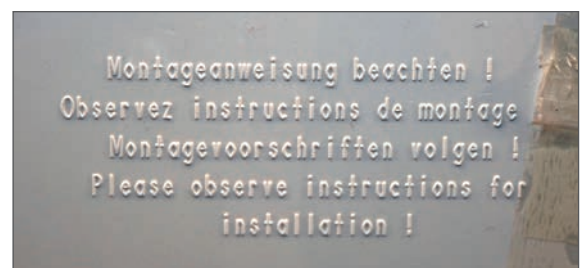 Montageanweisung beachten !
Observez instructions de montage
Montagevoorschriften volgen !
Please observe instructions for
installation !